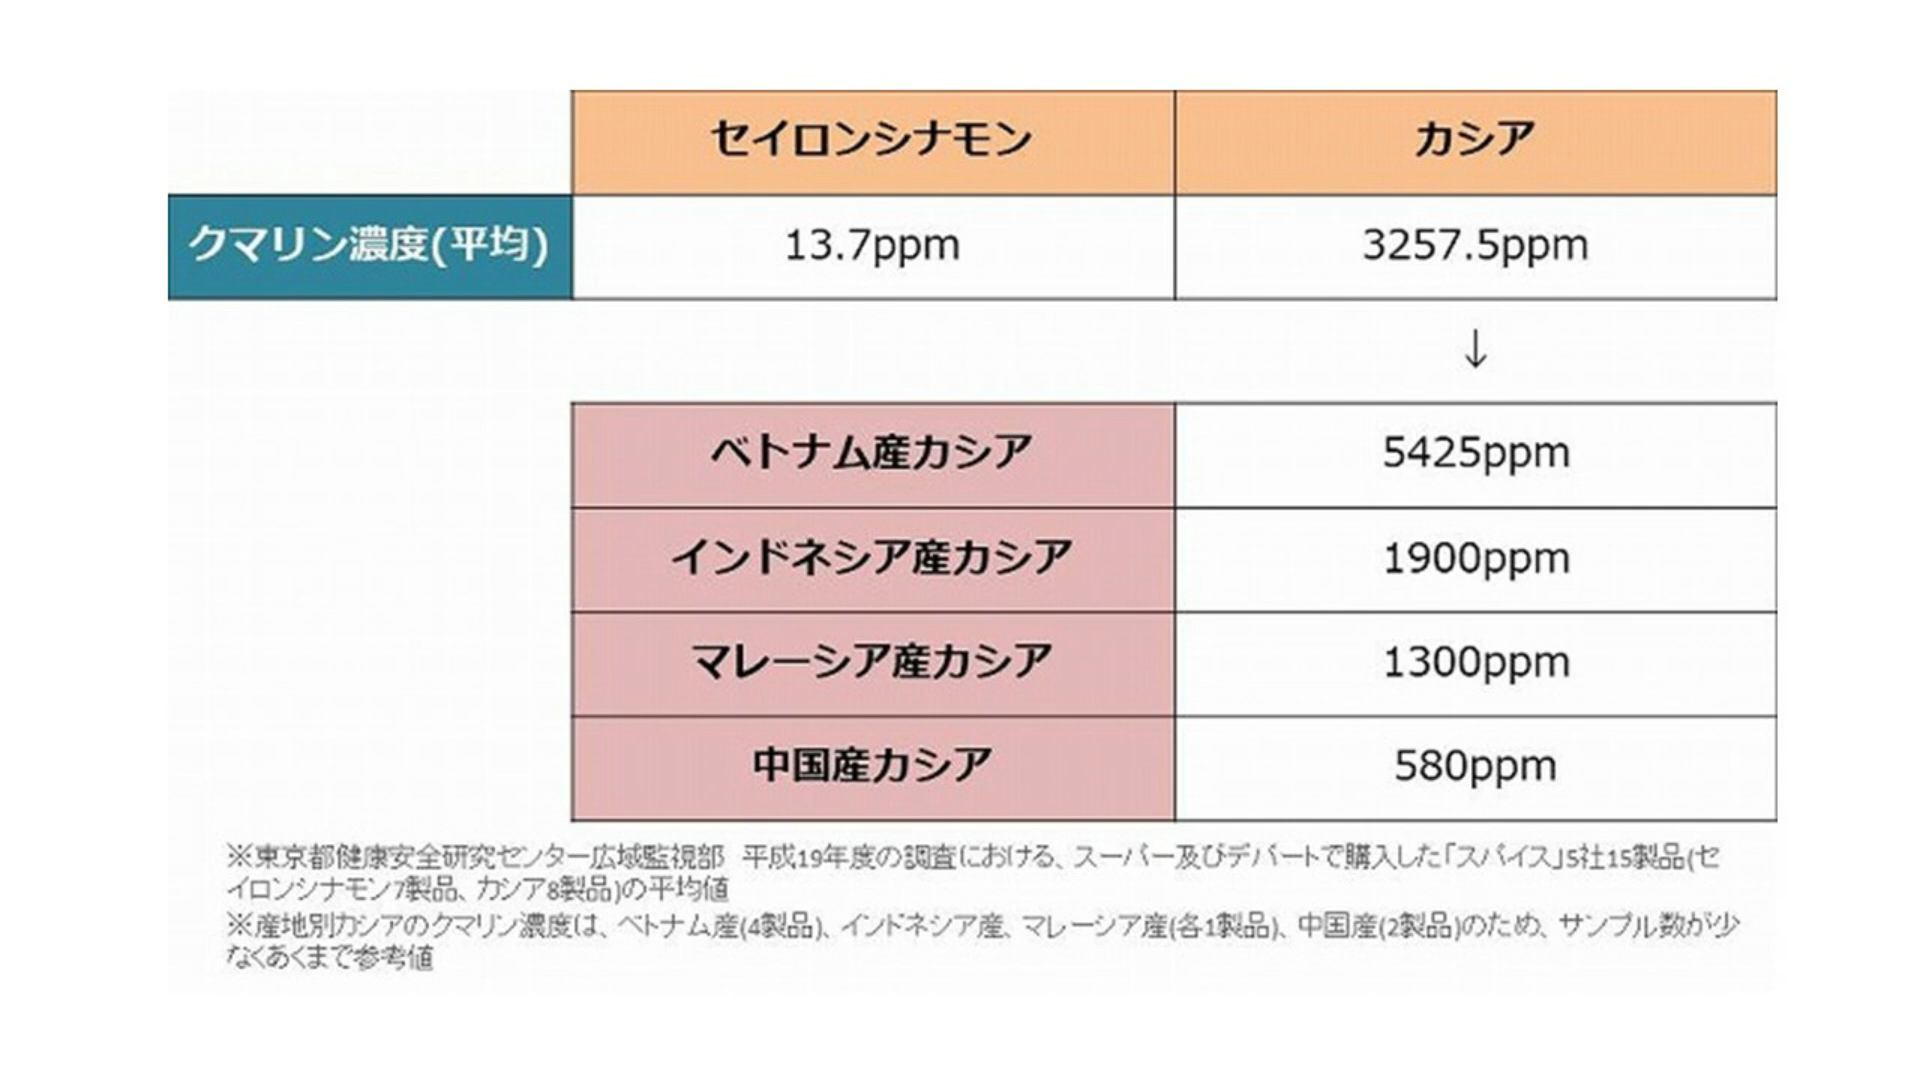 セイロンシナモン カシア
クマリン濃度(平均) 13.7ppm 3257.5ppm
↓
ベトナム産カシア 5425ppm
インドネシア産カシア 1900ppm
マレーシア産カシア 1300ppm
中国産カシア 580ppm
※東京都健康安全研究センター広域監視部 平成19年度の調査における、スーパー及びデパートで購入した「スパイス」5社15製品(セ
イロンシナモン7製品、カシア8製品)の平均値
※産地別カシアのクマリン濃度は、ベトナム産(4製品)、インドネシア産、マレーシア産(各1製品)、中国産(2製品)のため、サンプル数が少
なくあくまで参考値